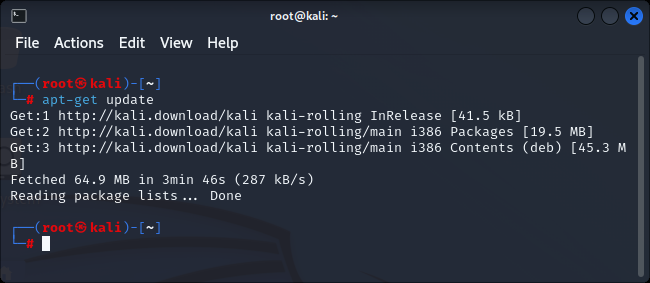 root@kali: ~
File Actions Edit View Help
┌──(root㉿kali)-[~]
└─# apt-get update
Get:1 http://kali.download/kali kali-rolling InRelease [41.5 kB]
Get:2 http://kali.download/kali kali-rolling/main i386 Packages [19.5 MB]
Get:3 http://kali.download/kali kali-rolling/main i386 Contents (deb) [45.3 M
B]
Fetched 64.9 MB in 3min 46s (287 kB/s)
Reading package lists... Done
┌──(root㉿kali)-[~]
└─#